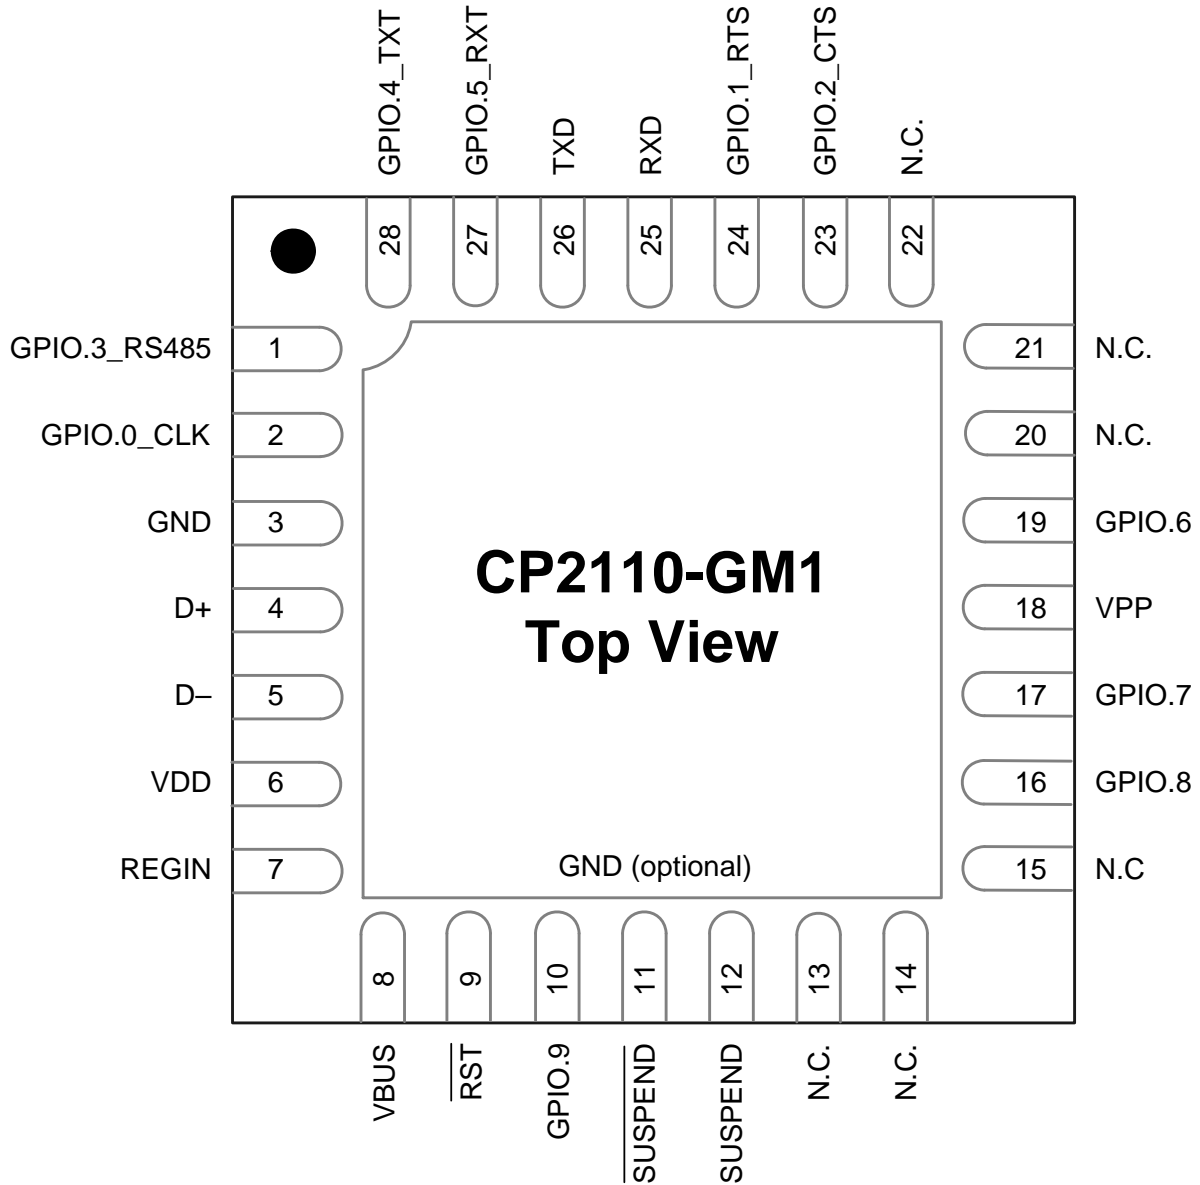 GPIO.4_TXT
GPIO.5_RXT
TXD
RXD
GPIO.1_RTS
GPIO.2_CTS
N.C.
28
27
26
25
24
23
22
GPIO.3_RS485
1
GPIO.0_CLK
2
GND
3
D+
4
D–
5
VDD
6
REGIN
7
CP2110-GM1
Top View
GND (optional)
21
N.C.
20
N.C.
19
GPIO.6
18
VPP
17
GPIO.7
16
GPIO.8
15
N.C
8
9
10
11
12
13
14
VBUS
RST
GPIO.9
SUSPEND
SUSPEND
N.C.
N.C.